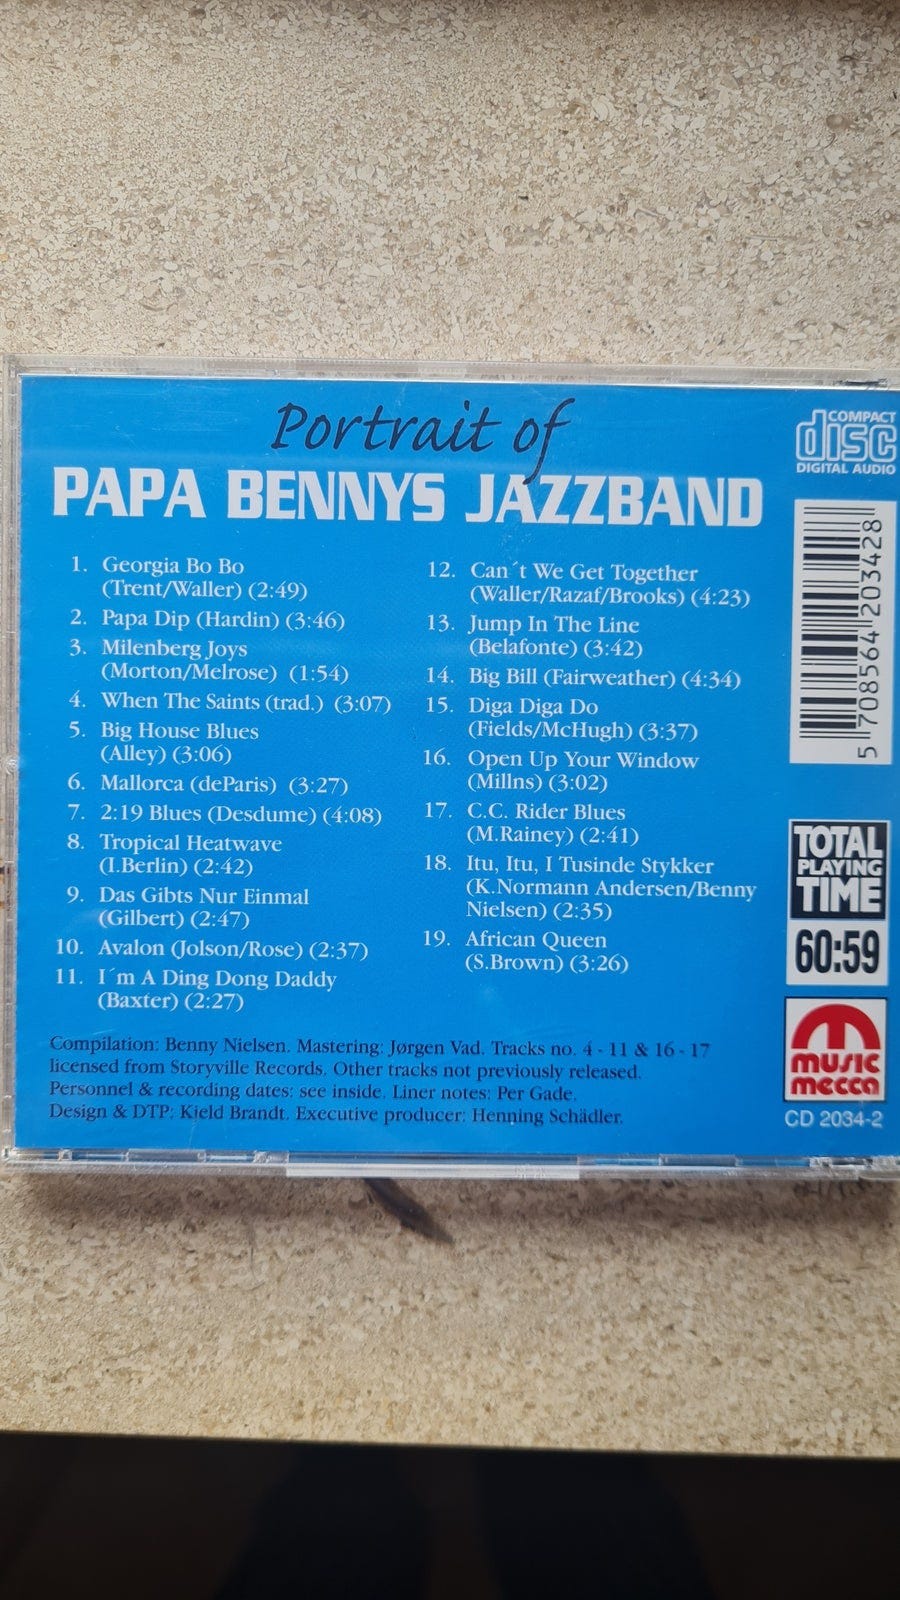 Portrait of
PAPA BENNYS JAZZBAND
1. Georgia Bo Bo
(Trent/Waller) (2:49)
2. Papa Dip (Hardin) (3:46)
3. Milenberg Joys
(Morton/Melrose) (1:54)
4. When The Saints (trad.) (3:07)
5. Big House Blues
(Alley) (3:06)
6. Mallorca (deParis) (3:27)
7. 2:19 Blues (Desdume) (4:08)
8. Tropical Heatwave
(I.Berlin) (2:42)
9. Das Gibts Nur Einmal
(Gilbert) (2:47)
10. Avalon (Jolson/Rose) (2:37)
11. I´m A Ding Dong Daddy
(Baxter) (2:27)
12. Can´t We Get Together
(Waller/Razaf/Brooks) (4:23)
13. Jump In The Line
(Belafonte) (3:42)
14. Big Bill (Fairweather) (4:34)
15. Diga Diga Do
(Fields/McHugh) (3:37)
16. Open Up Your Window
(Millns) (3:02)
17. C.C. Rider Blues
(M.Rainey) (2:41)
18. Itu, Itu, I Tusinde Stykker
(K.Normann Andersen/Benny
Nielsen) (2:35)
19. African Queen
(S.Brown) (3:26)
Compilation: Benny Nielsen. Mastering: Jørgen Vad. Tracks no. 4 - 11 & 16 - 17
licensed from Storyville Records. Other tracks not previously released.
Personnel & recording dates: see inside. Liner notes: Per Gade.
Design & DTP: Kjeld Brandt. Executive producer: Henning Schädler.
COMPACT
disc
DIGITAL AUDIO
5 708564 203428
TOTAL
PLAYING
TIME
60:59
music
mecca
CD 2034-2